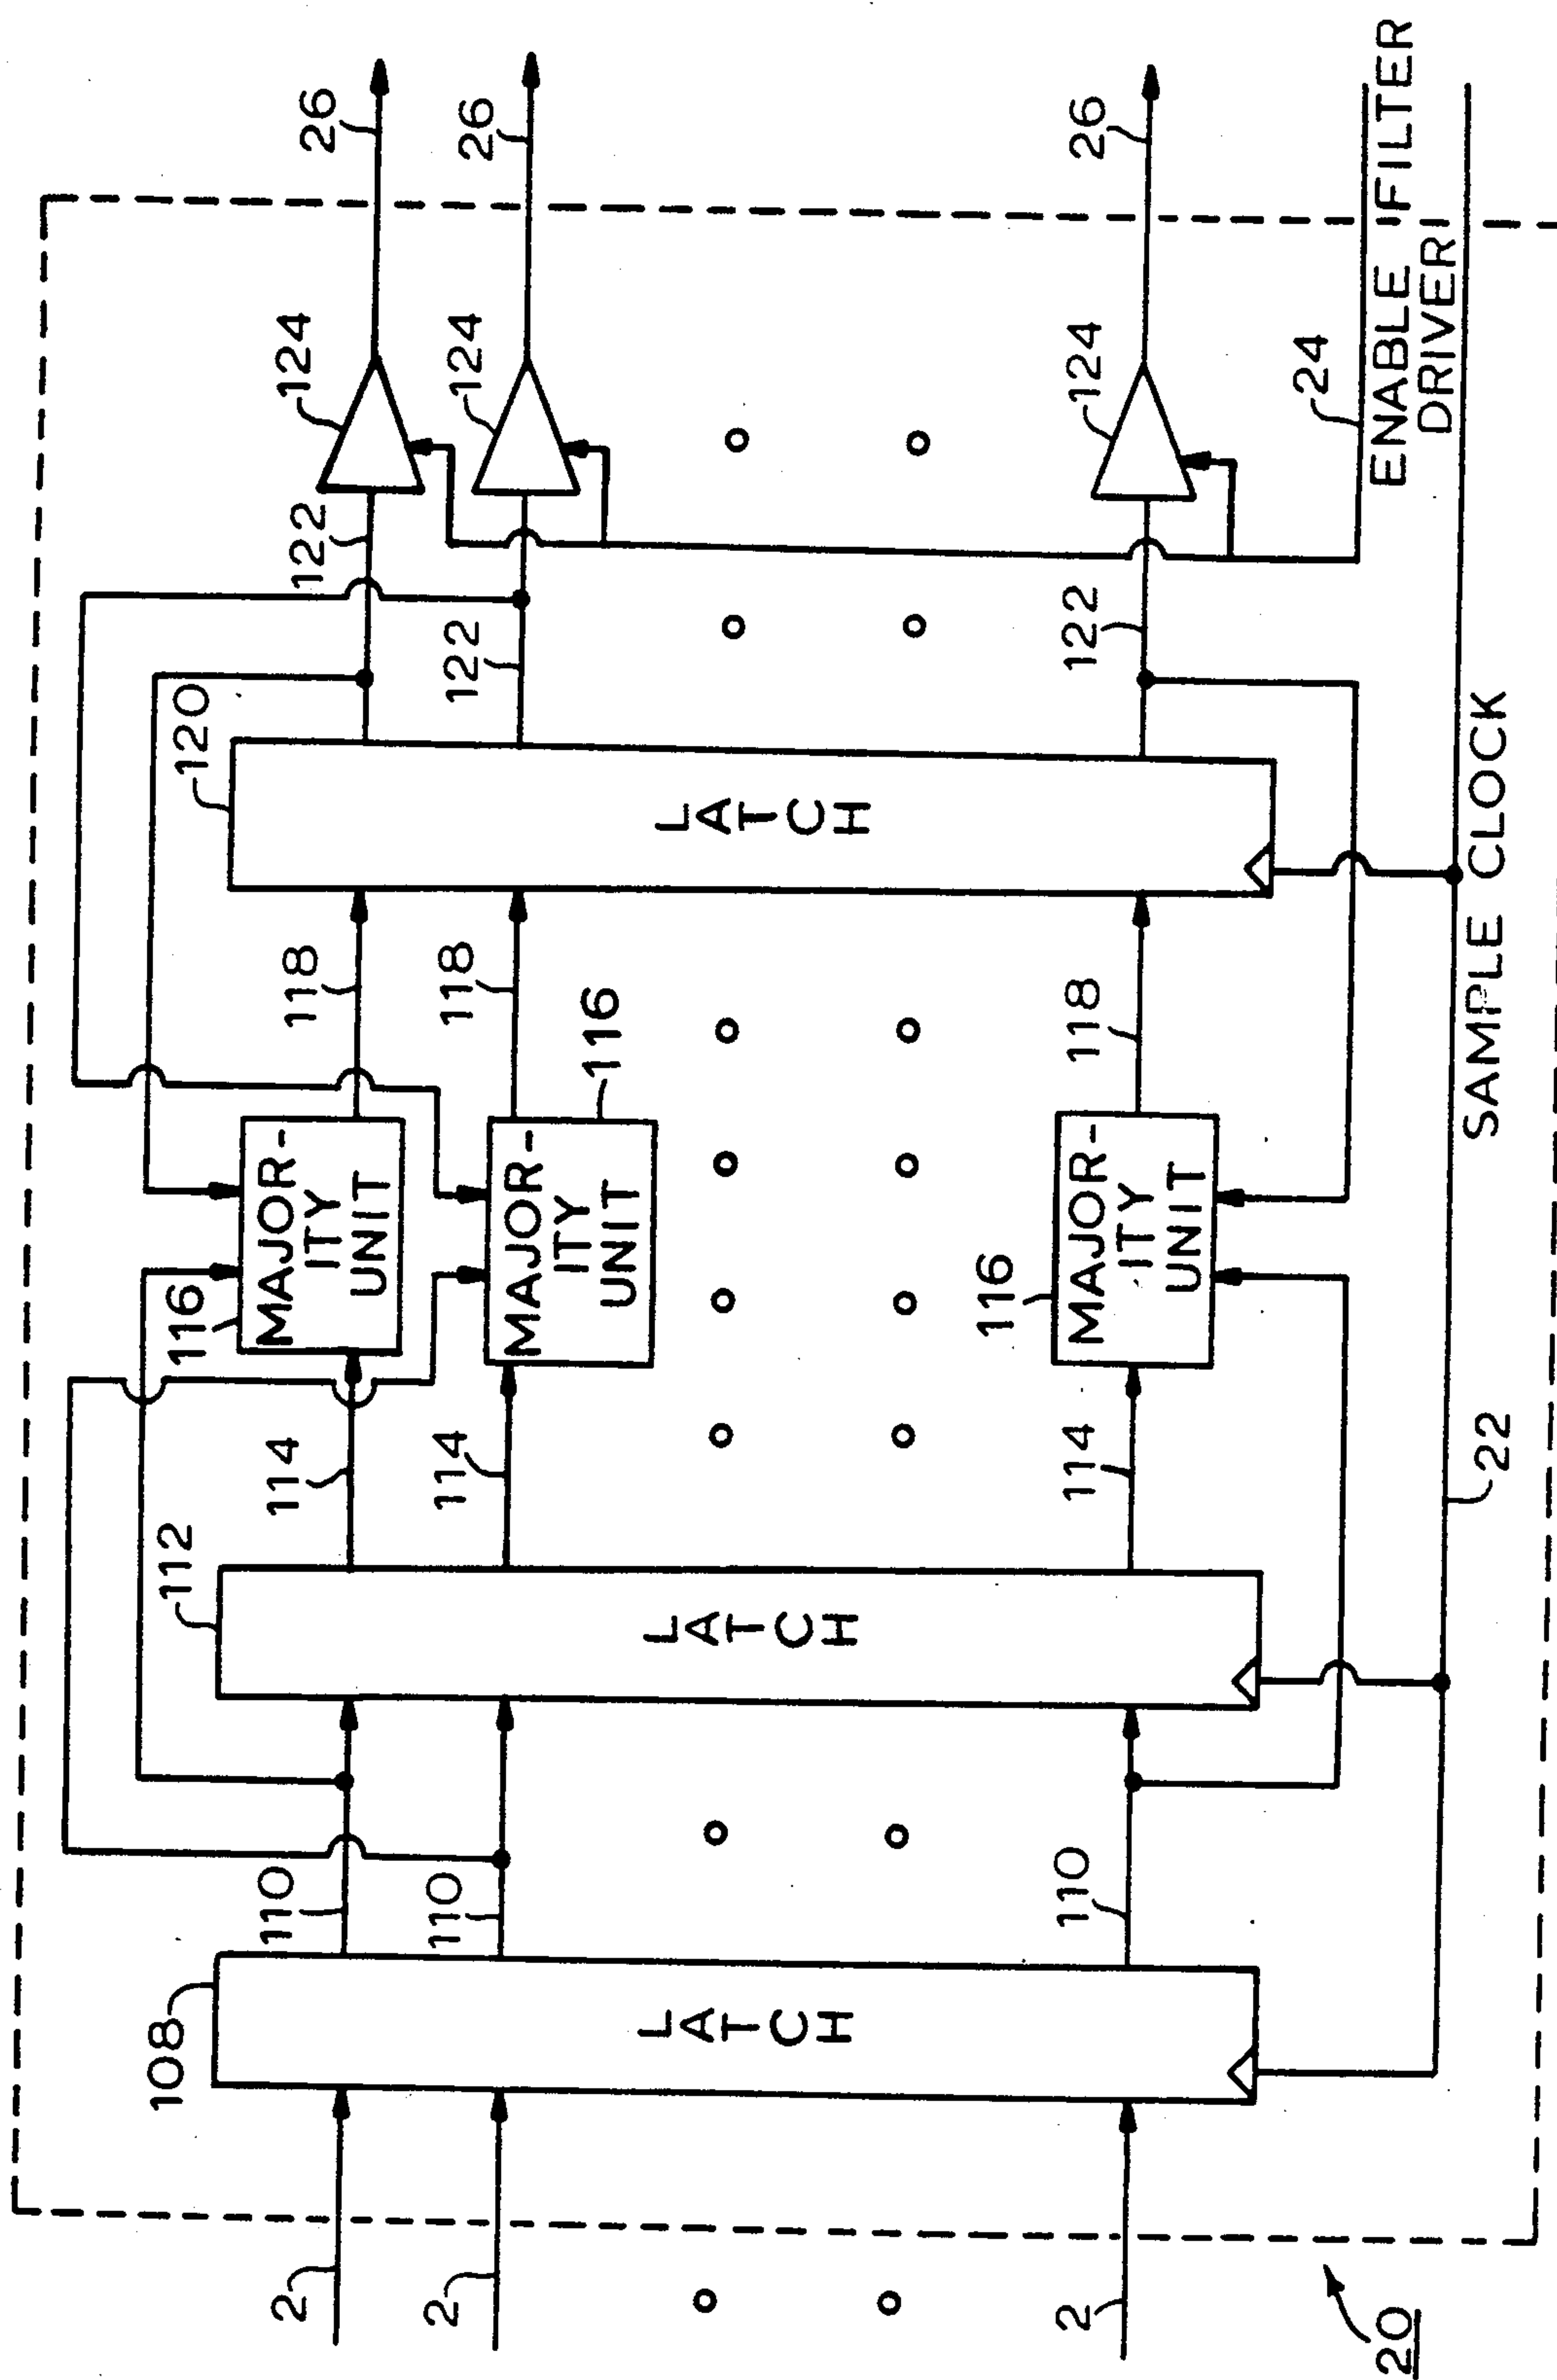 26
26
26
124
124
124
24
ENABLE FILTER
DRIVER
122
122
122
120
LATCH
118
118
118
116
116
116
MAJOR-
ITY
UNIT
MAJOR-
ITY
UNIT
MAJOR-
ITY
UNIT
SAMPLE CLOCK
114
114
114
22
112
LATCH
110
110
110
108
LATCH
2
2
2
20